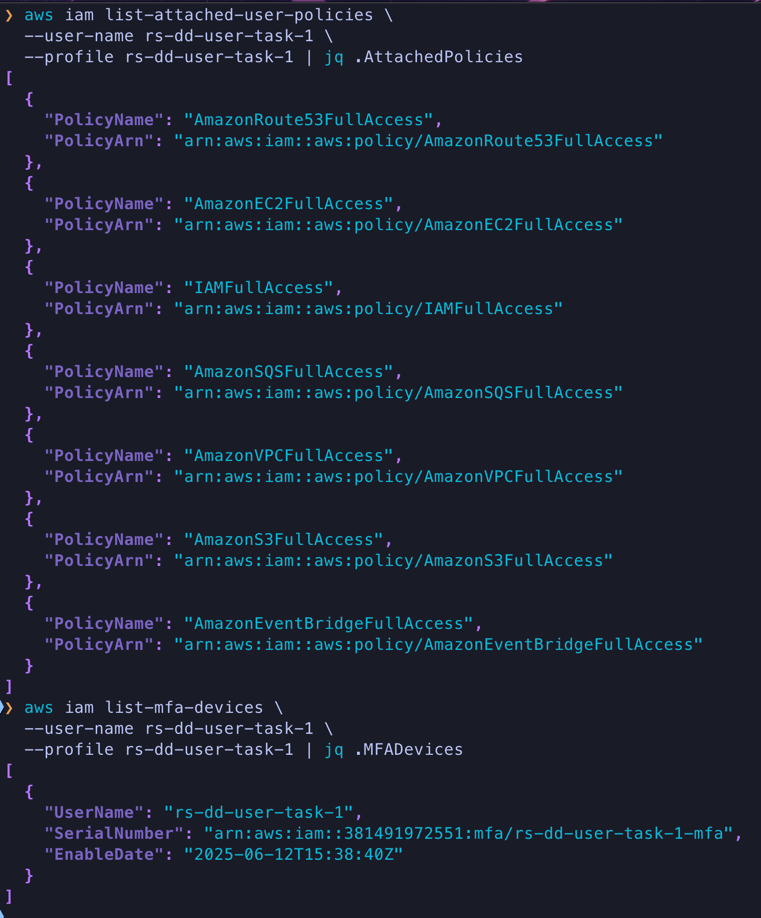 ❯ aws iam list-attached-user-policies \
  --user-name rs-dd-user-task-1 \
  --profile rs-dd-user-task-1 | jq .AttachedPolicies
[
  {
    "PolicyName": "AmazonRoute53FullAccess",
    "PolicyArn": "arn:aws:iam::aws:policy/AmazonRoute53FullAccess"
  },
  {
    "PolicyName": "AmazonEC2FullAccess",
    "PolicyArn": "arn:aws:iam::aws:policy/AmazonEC2FullAccess"
  },
  {
    "PolicyName": "IAMFullAccess",
    "PolicyArn": "arn:aws:iam::aws:policy/IAMFullAccess"
  },
  {
    "PolicyName": "AmazonSQSFullAccess",
    "PolicyArn": "arn:aws:iam::aws:policy/AmazonSQSFullAccess"
  },
  {
    "PolicyName": "AmazonVPCFullAccess",
    "PolicyArn": "arn:aws:iam::aws:policy/AmazonVPCFullAccess"
  },
  {
    "PolicyName": "AmazonS3FullAccess",
    "PolicyArn": "arn:aws:iam::aws:policy/AmazonS3FullAccess"
  },
  {
    "PolicyName": "AmazonEventBridgeFullAccess",
    "PolicyArn": "arn:aws:iam::aws:policy/AmazonEventBridgeFullAccess"
  }
]
❯ aws iam list-mfa-devices \
  --user-name rs-dd-user-task-1 \
  --profile rs-dd-user-task-1 | jq .MFADevices
[
  {
    "UserName": "rs-dd-user-task-1",
    "SerialNumber": "arn:aws:iam::381491972551:mfa/rs-dd-user-task-1-mfa",
    "EnableDate": "2025-06-12T15:38:40Z"
  }
]